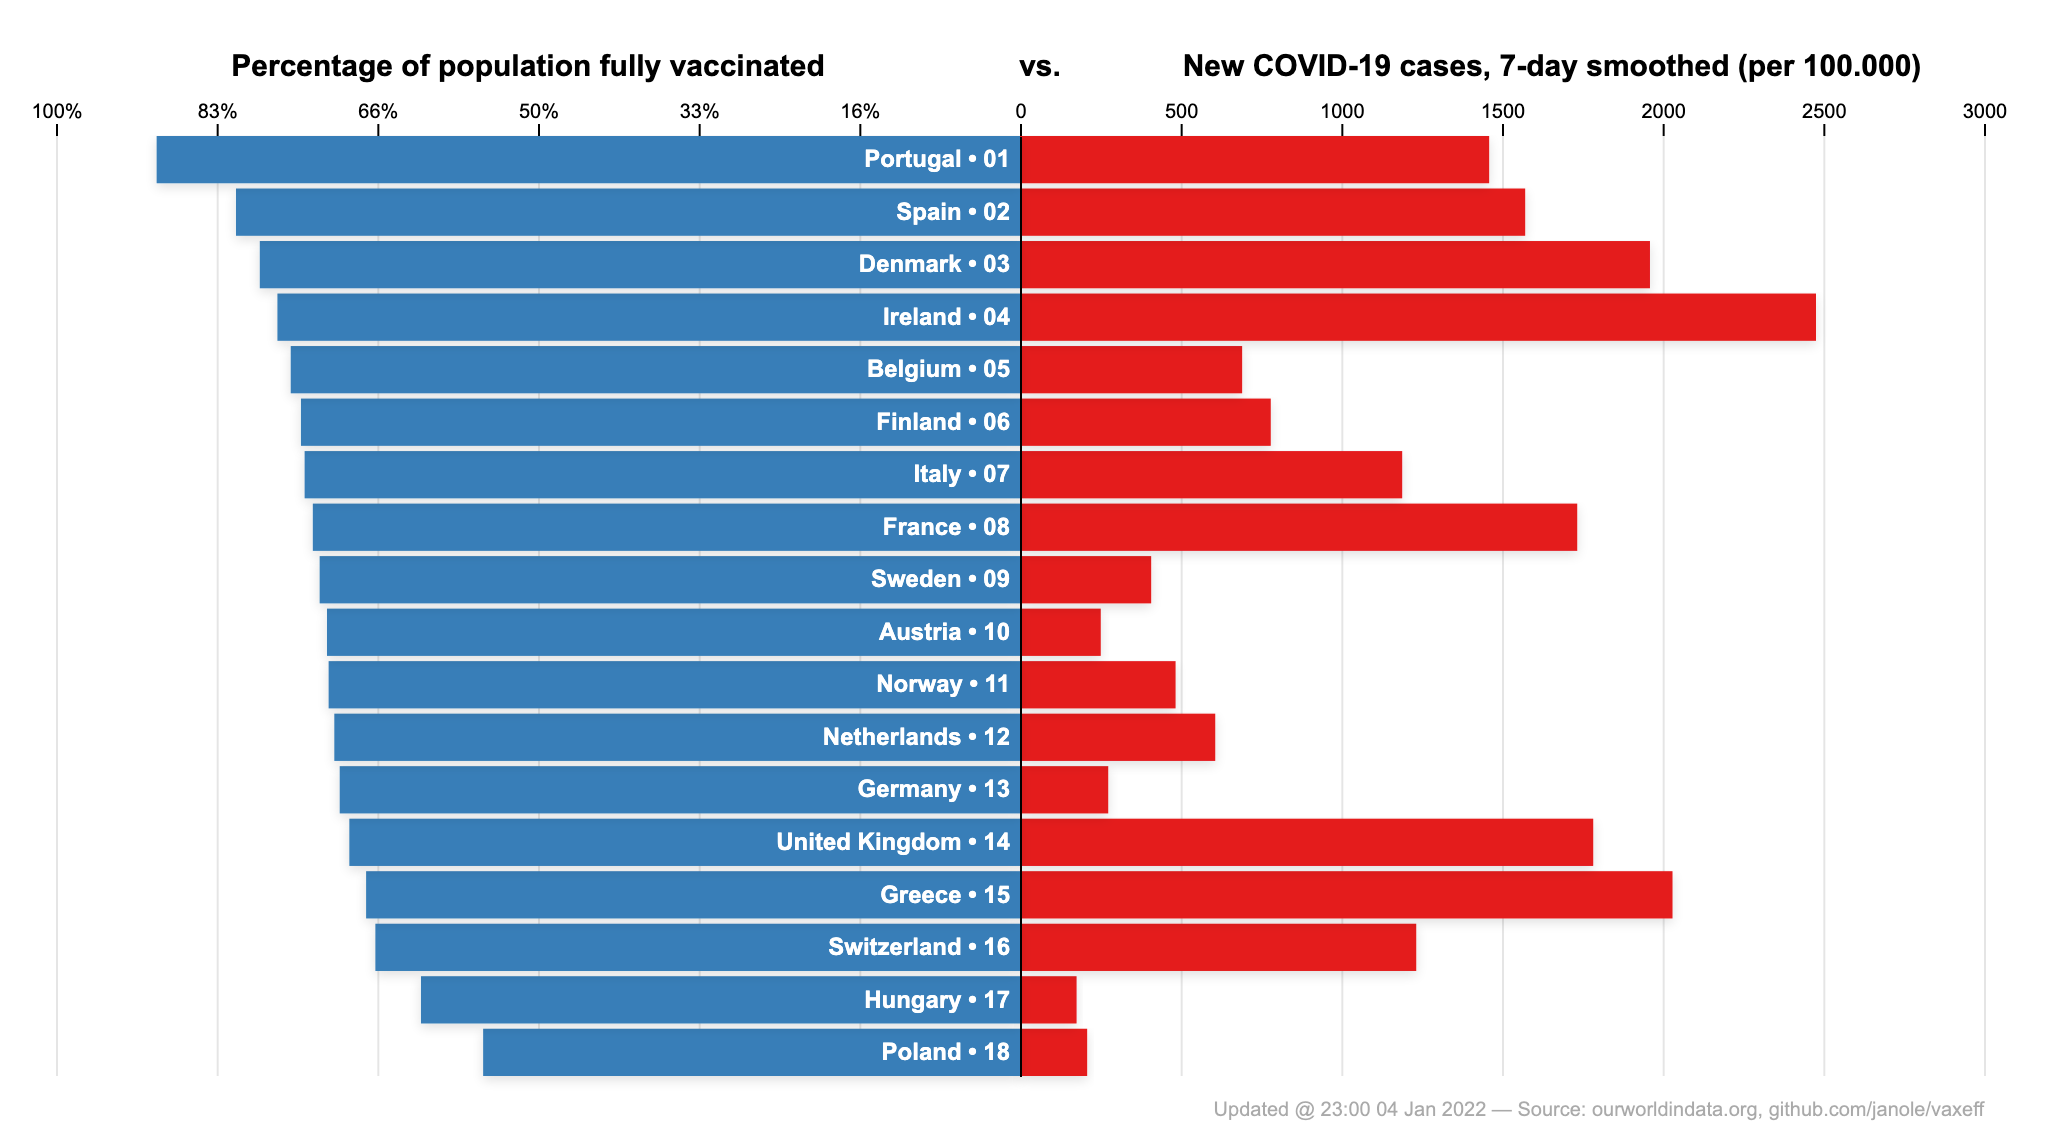 Percentage of population fully vaccinated vs. New COVID-19 cases, 7-day smoothed (per 100.000)
100% 83% 66% 50% 33% 16% 0 500 1000 1500 2000 2500 3000
Portugal • 01
Spain • 02
Denmark • 03
Ireland • 04
Belgium • 05
Finland • 06
Italy • 07
France • 08
Sweden • 09
Austria • 10
Norway • 11
Netherlands • 12
Germany • 13
United Kingdom • 14
Greece • 15
Switzerland • 16
Hungary • 17
Poland • 18
Updated @ 23:00 04 Jan 2022 — Source: ourworldindata.org, github.com/janole/vaxeff